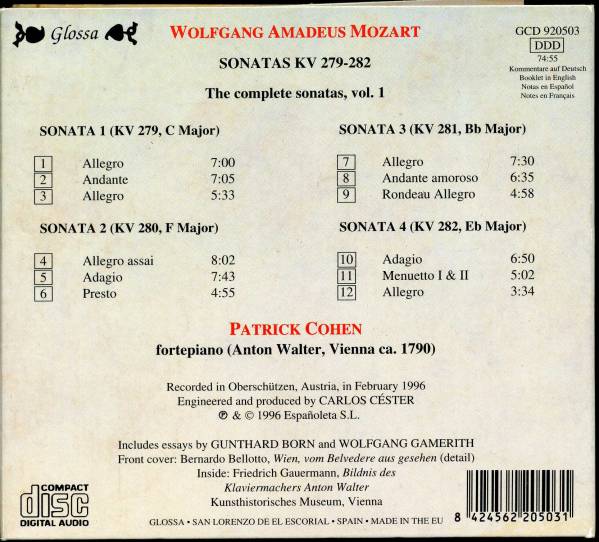 Glossa
WOLFGANG AMADEUS MOZART
GCD 920503
DDD
74:55
Kommentare auf Deutsch
Booklet in English
Notas en Español
Notes en Français
SONATAS KV 279-282
The complete sonatas, vol. 1
SONATA 1 (KV 279, C Major)
1 Allegro 7:00
2 Andante 7:05
3 Allegro 5:33
SONATA 2 (KV 280, F Major)
4 Allegro assai 8:02
5 Adagio 7:43
6 Presto 4:55
SONATA 3 (KV 281, Bb Major)
7 Allegro 7:30
8 Andante amoroso 6:35
9 Rondeau Allegro 4:58
SONATA 4 (KV 282, Eb Major)
10 Adagio 6:50
11 Menuetto I & II 5:02
12 Allegro 3:34
PATRICK COHEN
fortepiano (Anton Walter, Vienna ca. 1790)
Recorded in Oberschützen, Austria, in February 1996
Engineered and produced by CARLOS CÉSTER
℗ & © 1996 Españoleta S.L.
Includes essays by GUNTHARD BORN and WOLFGANG GAMERITH
Front cover: Bernardo Bellotto, Wien, vom Belvedere aus gesehen (detail)
Inside: Friedrich Gauermann, Bildnis des
Klaviermachers Anton Walter
Kunsthistorisches Museum, Vienna
GLOSSA • SAN LORENZO DE EL ESCORIAL • SPAIN • MADE IN THE EU
COMPACT
disc
DIGITAL AUDIO
8 424562 205031